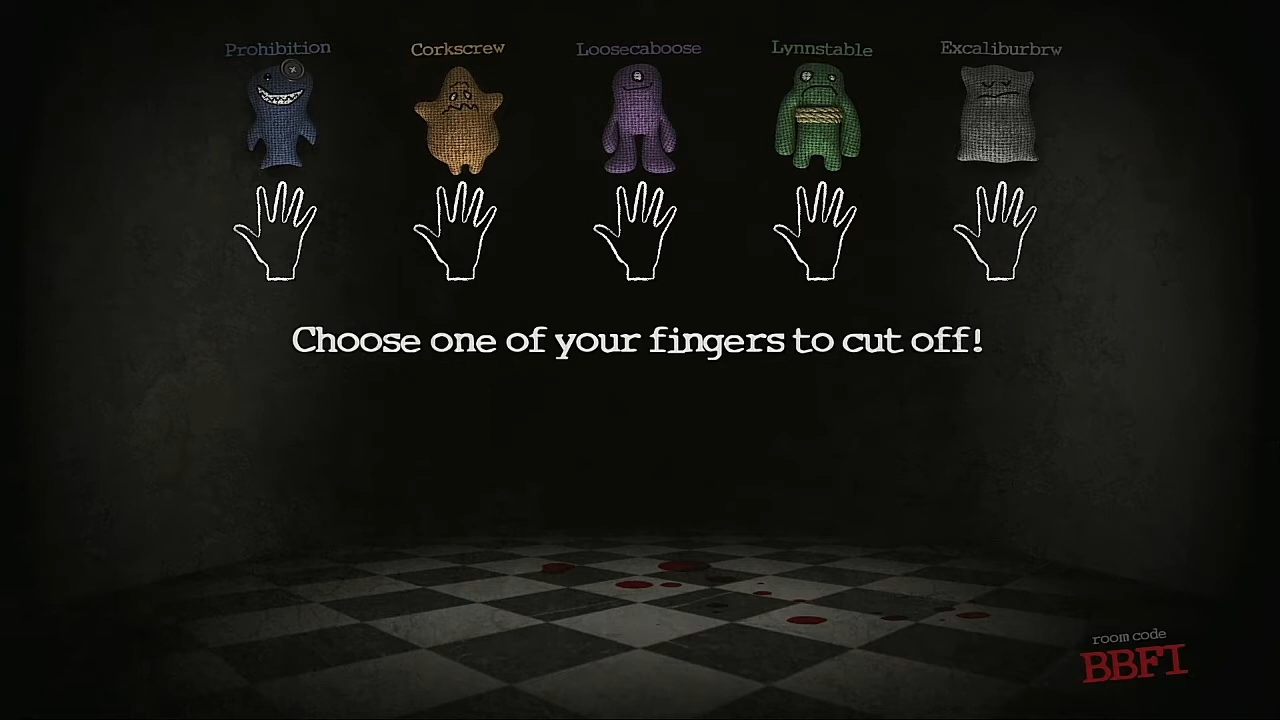 Prohibition
Corkscrew
Loosecaboose
Lynnstable
Excaliburbrw
Choose one of your fingers to cut off!
room code
BBFI